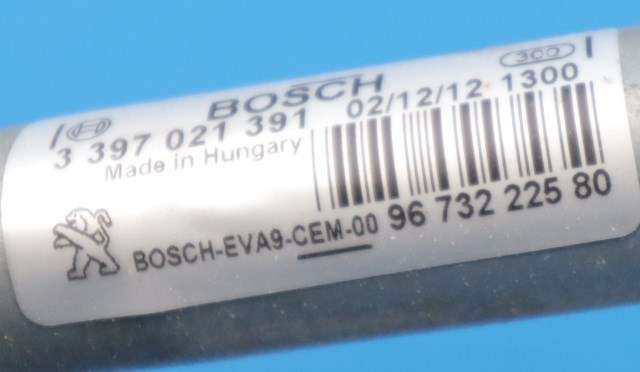 BOSCH
300
3 397 021 391
02/12/12 1300
Made in Hungary
BOSCH-EVA9-CEM-00
96 732 225 80